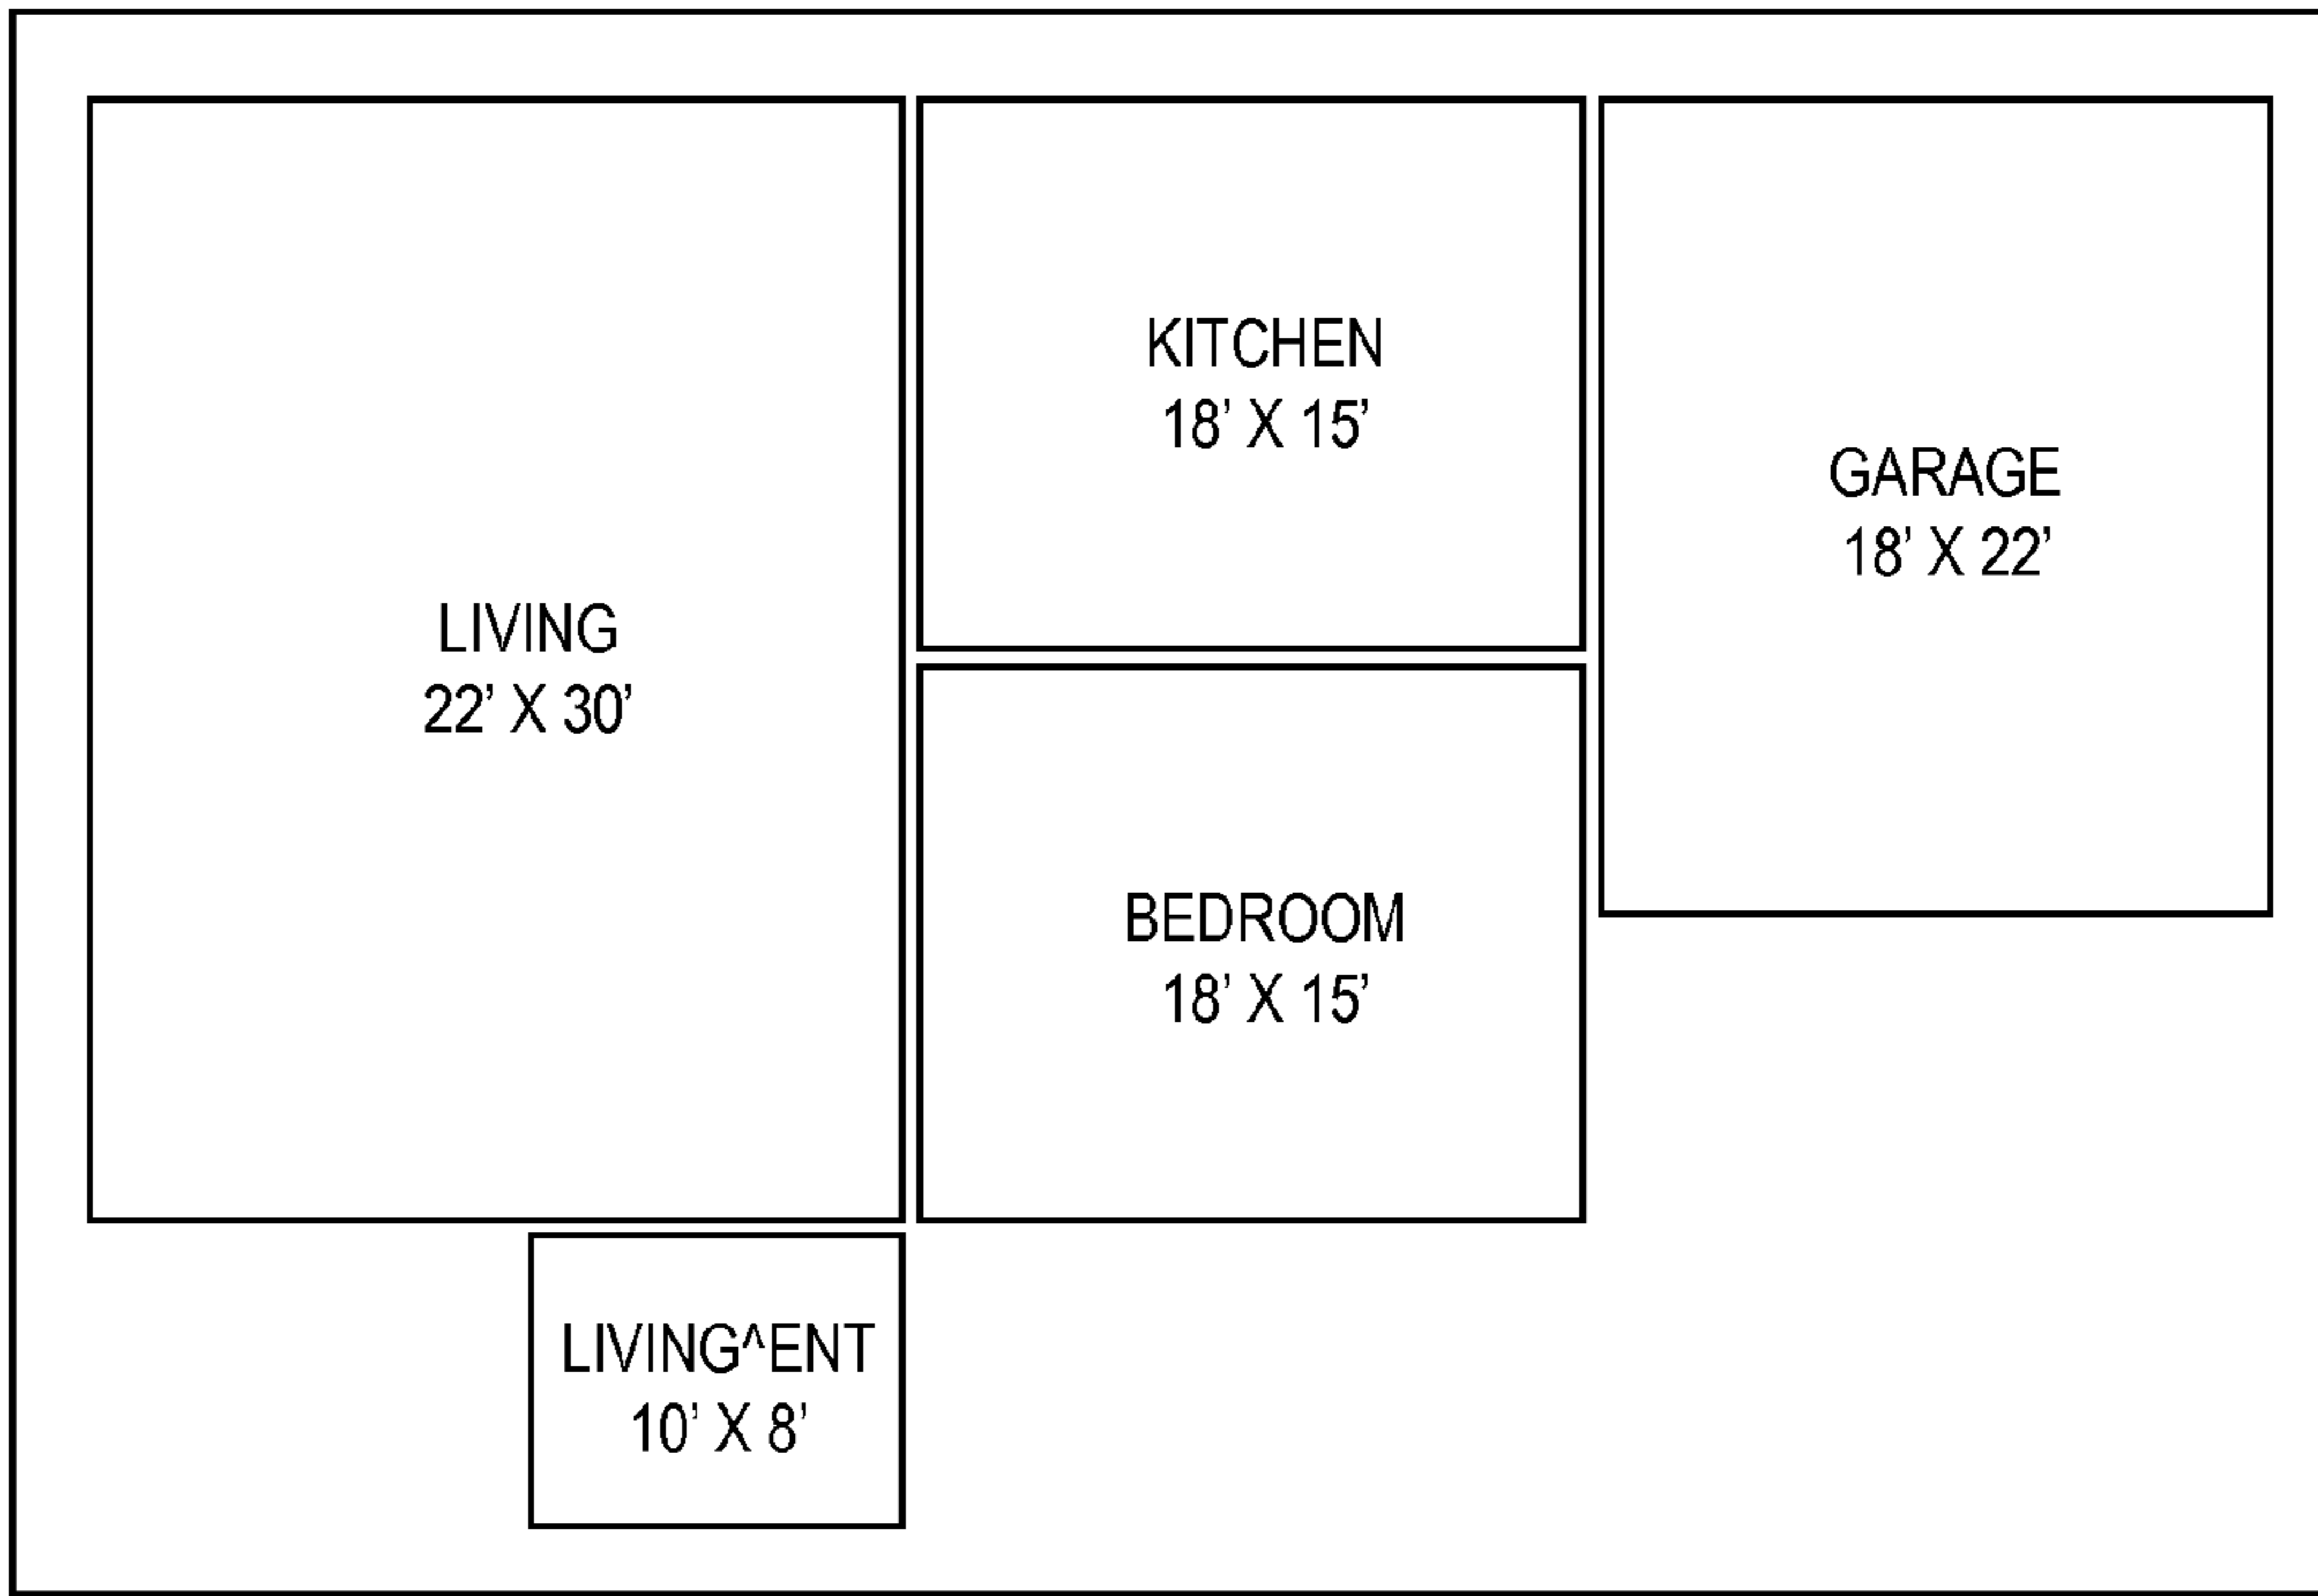 LIVING
22’ X 30’
KITCHEN
18’ X 15’
GARAGE
18’ X 22’
BEDROOM
18’ X 15’
LIVING^ENT
10’ X 8’